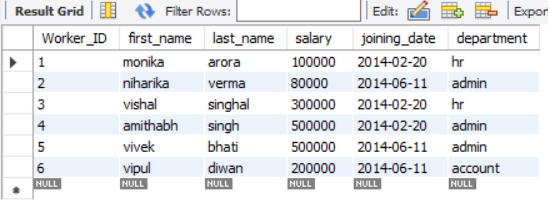 Result Grid Filter Rows: Edit: Expor
Worker_ID first_name last_name salary joining_date department
1 monika arora 100000 2014-02-20 hr
2 niharika verma 80000 2014-06-11 admin
3 vishal singhal 300000 2014-02-20 hr
4 amithabh singh 500000 2014-02-20 admin
5 vivek bhati 500000 2014-06-11 admin
6 vipul diwan 200000 2014-06-11 account
NULL NULL NULL NULL NULL NULL